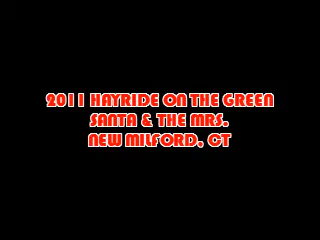 2011 HAYRIDE ON THE GREEN
SANTA & THE MRS.
NEW MILFORD, CT